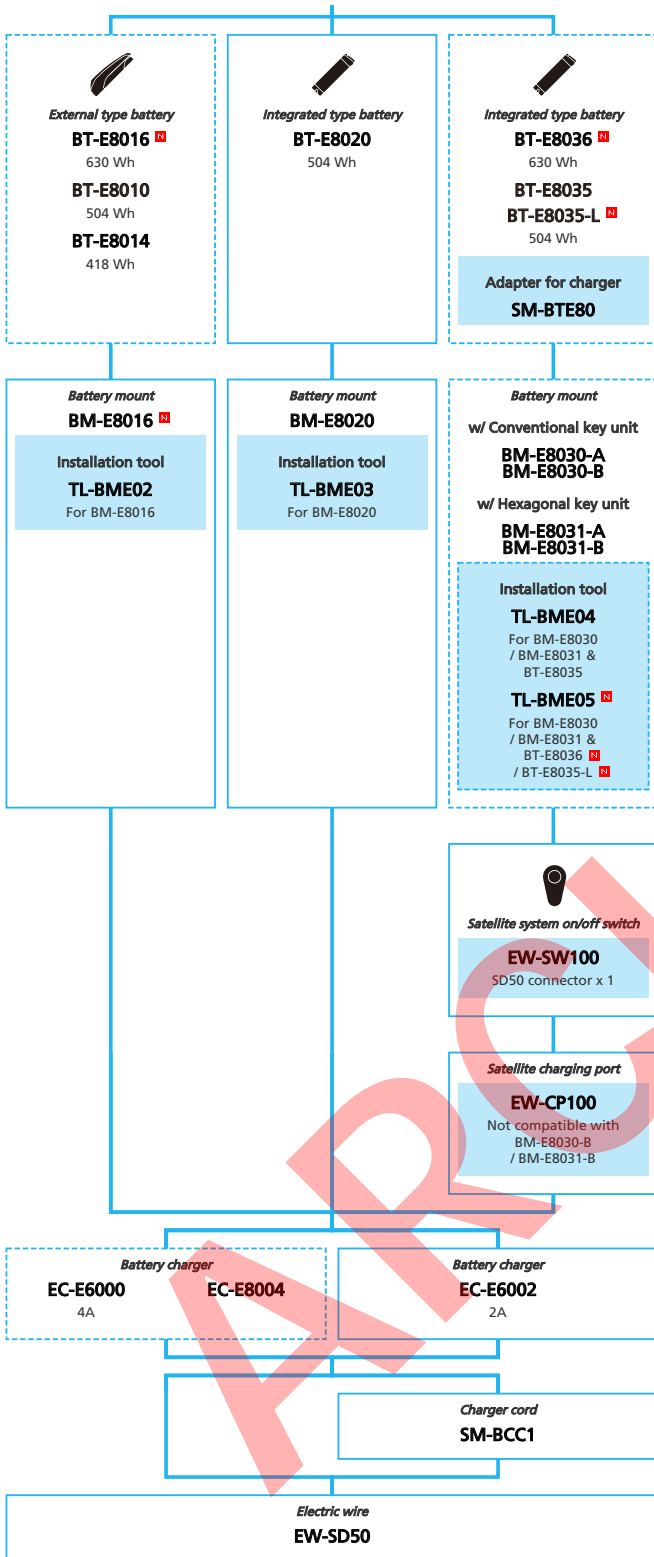 External type battery
BT-E8016 N
630 Wh
BT-E8010
504 Wh
BT-E8014
418 Wh
Integrated type battery
BT-E8020
504 Wh
Integrated type battery
BT-E8036 N
630 Wh
BT-E8035
BT-E8035-L N
504 Wh
Adapter for charger
SM-BTE80
Battery mount
BM-E8016 N
Installation tool
TL-BME02
For BM-E8016
Battery mount
BM-E8020
Installation tool
TL-BME03
For BM-E8020
Battery mount
w/ Conventional key unit
BM-E8030-A
BM-E8030-B
w/ Hexagonal key unit
BM-E8031-A
BM-E8031-B
Installation tool
TL-BME04
For BM-E8030
/ BM-E8031 &
BT-E8035
TL-BME05 N
For BM-E8030
/ BM-E8031 &
BT-E8036 N
/ BT-E8035-L N
Satellite system on/off switch
EW-SW100
SD50 connector x 1
Satellite charging port
EW-CP100
Not compatible with
BM-E8030-B
/ BM-E8031-B
Battery charger
EC-E6000
4A
EC-E8004
Battery charger
EC-E6002
2A
Charger cord
SM-BCC1
Electric wire
EW-SD50